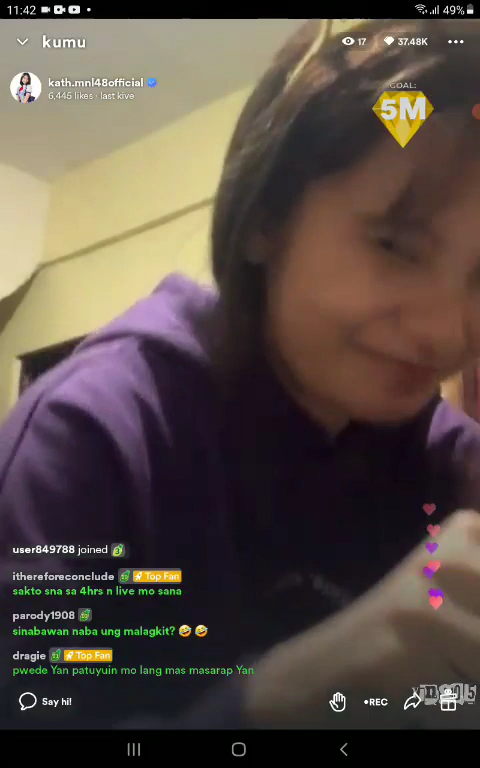 11:42
49%
kumu
17
37.48K
kath.mnl48official
6,445 likes · last kive
GOAL:
5M
user849788 joined
ithereforeconclude Top Fan
sakto sna sa 4hrs n live mo sana
parody1908
sinabawan naba ung malagkit? 🤣 🤣
dragie Top Fan
pwede Yan patuyuin mo lang mas masarap Yan
Say hi!
•REC